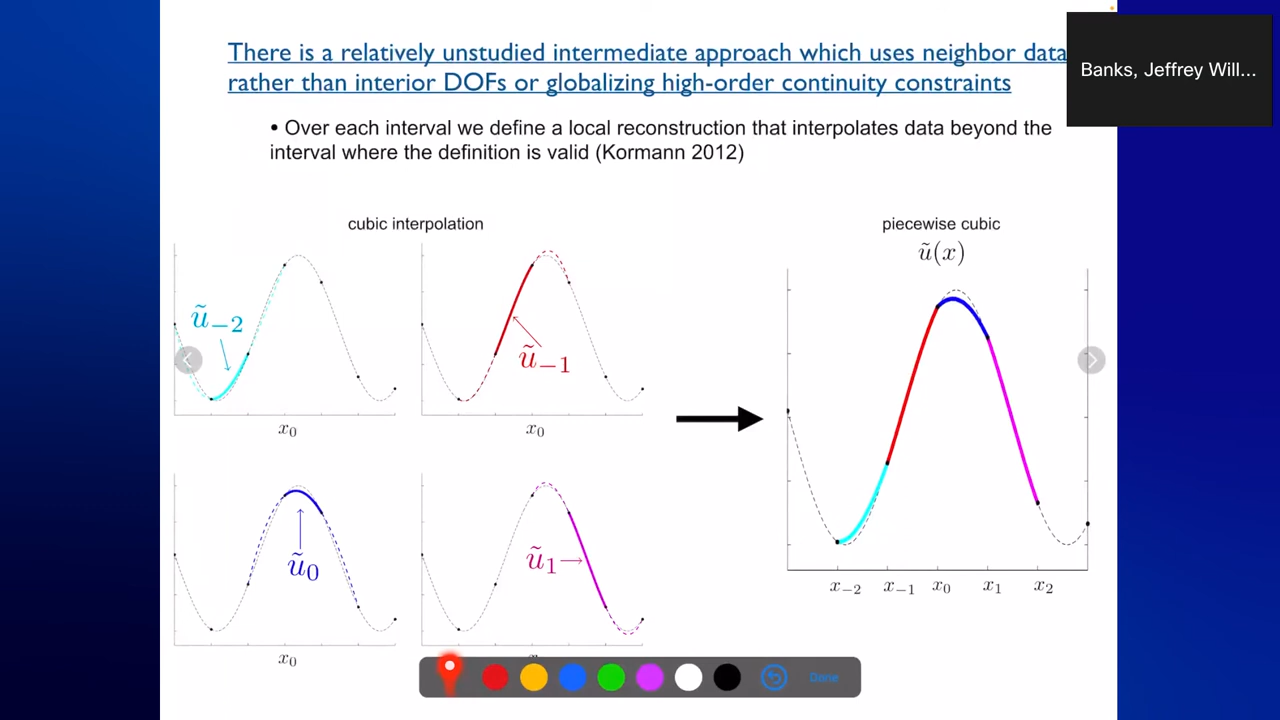 There is a relatively unstudied intermediate approach which uses neighbor data
rather than interior DOFs or globalizing high-order continuity constraints
Banks, Jeffrey Will...
• Over each interval we define a local reconstruction that interpolates data beyond the
interval where the definition is valid (Kormann 2012)
cubic interpolation
piecewise cubic
ũ(x)
ũ₋₂
ũ₋₁
x₀
x₀
ũ₀
ũ₁
x₋₂ x₋₁ x₀ x₁ x₂
x₀
Done